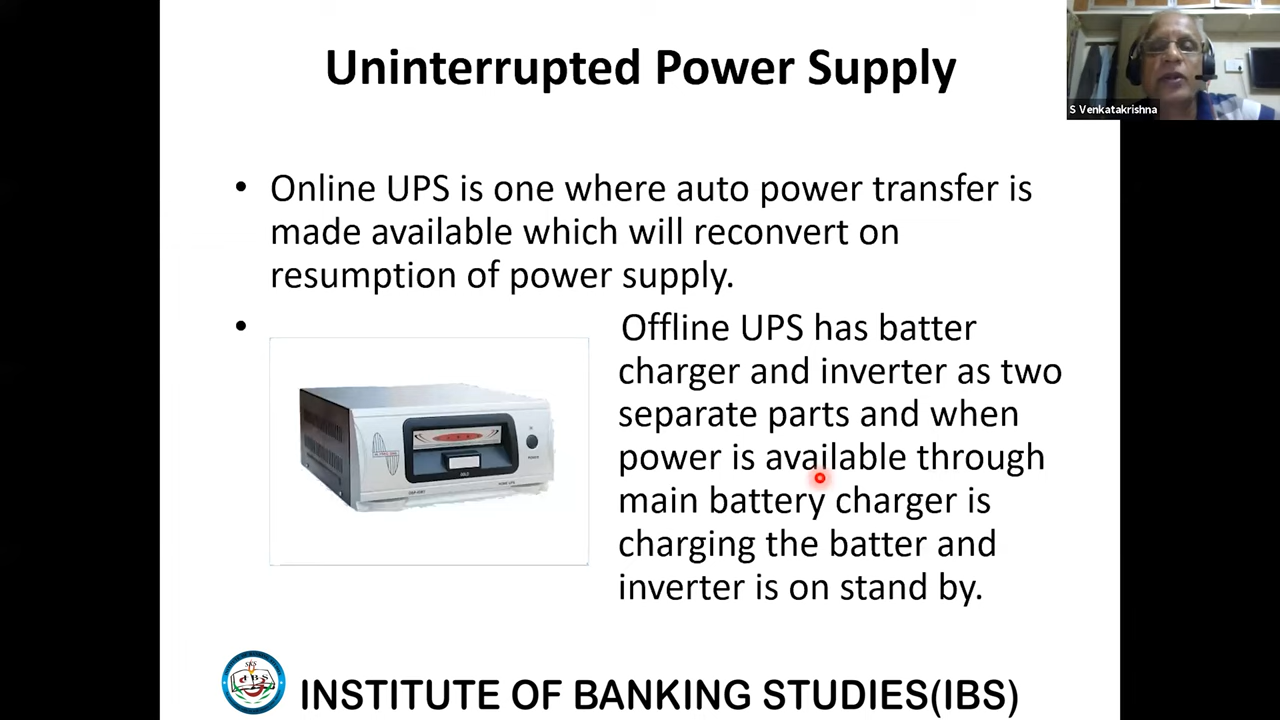 Uninterrupted Power Supply
S Venkatakrishna
• Online UPS is one where auto power transfer is
made available which will reconvert on
resumption of power supply.
• Offline UPS has batter
charger and inverter as two
separate parts and when
power is available through
main battery charger is
charging the batter and
inverter is on stand by.
INSTITUTE OF BANKING STUDIES(IBS)